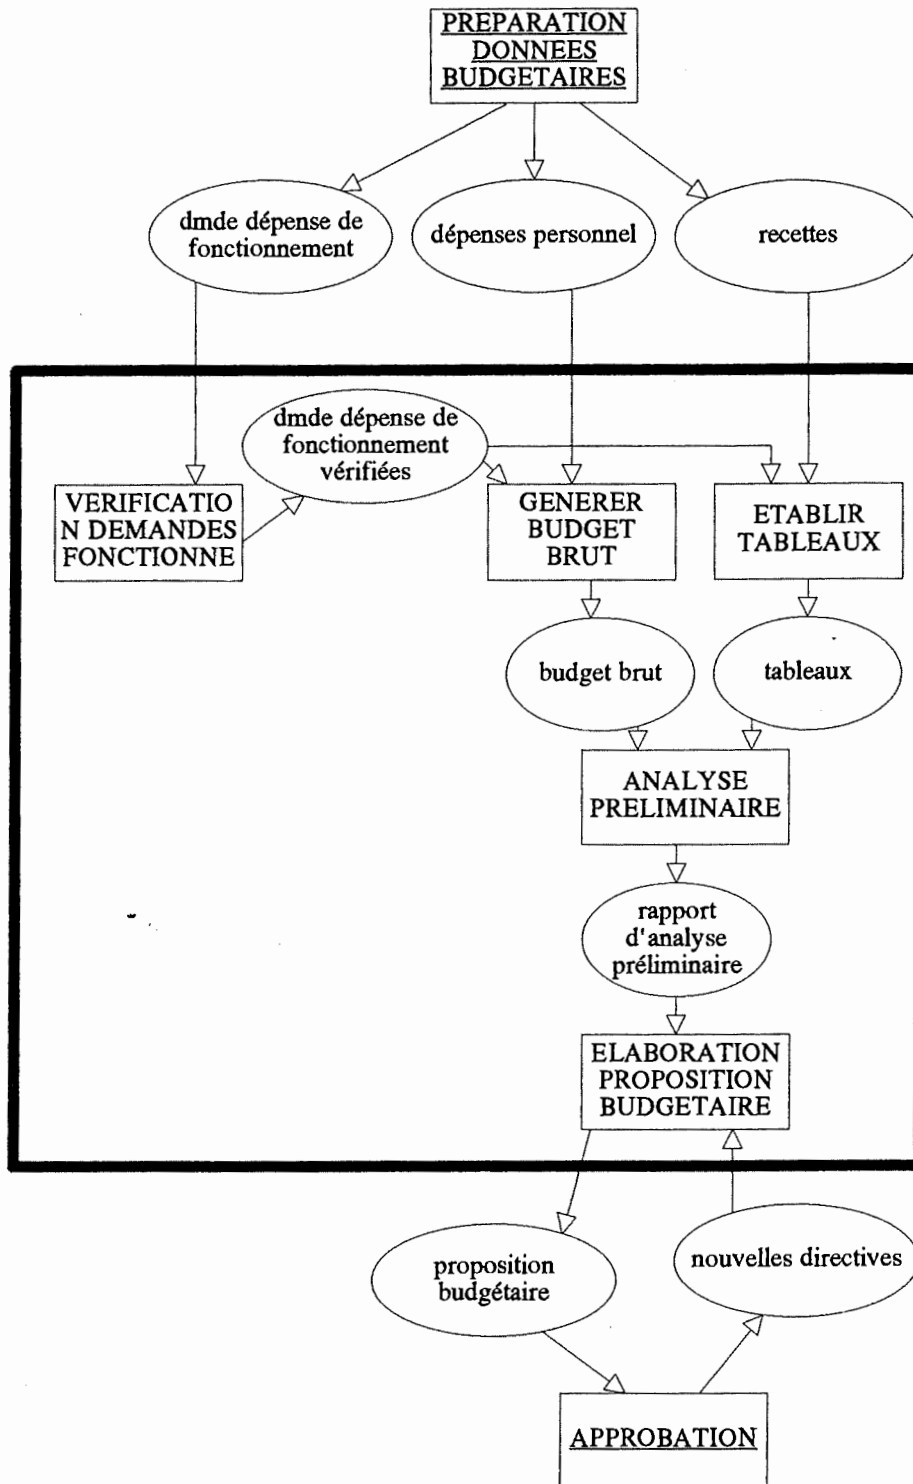 PREPARATION
DONNEES
BUDGETAIRES
dmde dépense de
fonctionnement
dépenses personnel
recettes
dmde dépense de
fonctionnement
vérifiées
VERIFICATIO
N DEMANDES
FONCTIONNE
GENERER
BUDGET
BRUT
ETABLIR
TABLEAUX
budget brut
tableaux
ANALYSE
PRELIMINAIRE
rapport
d'analyse
préliminaire
ELABORATION
PROPOSITION
BUDGETAIRE
proposition
budgétaire
nouvelles directives
APPROBATION